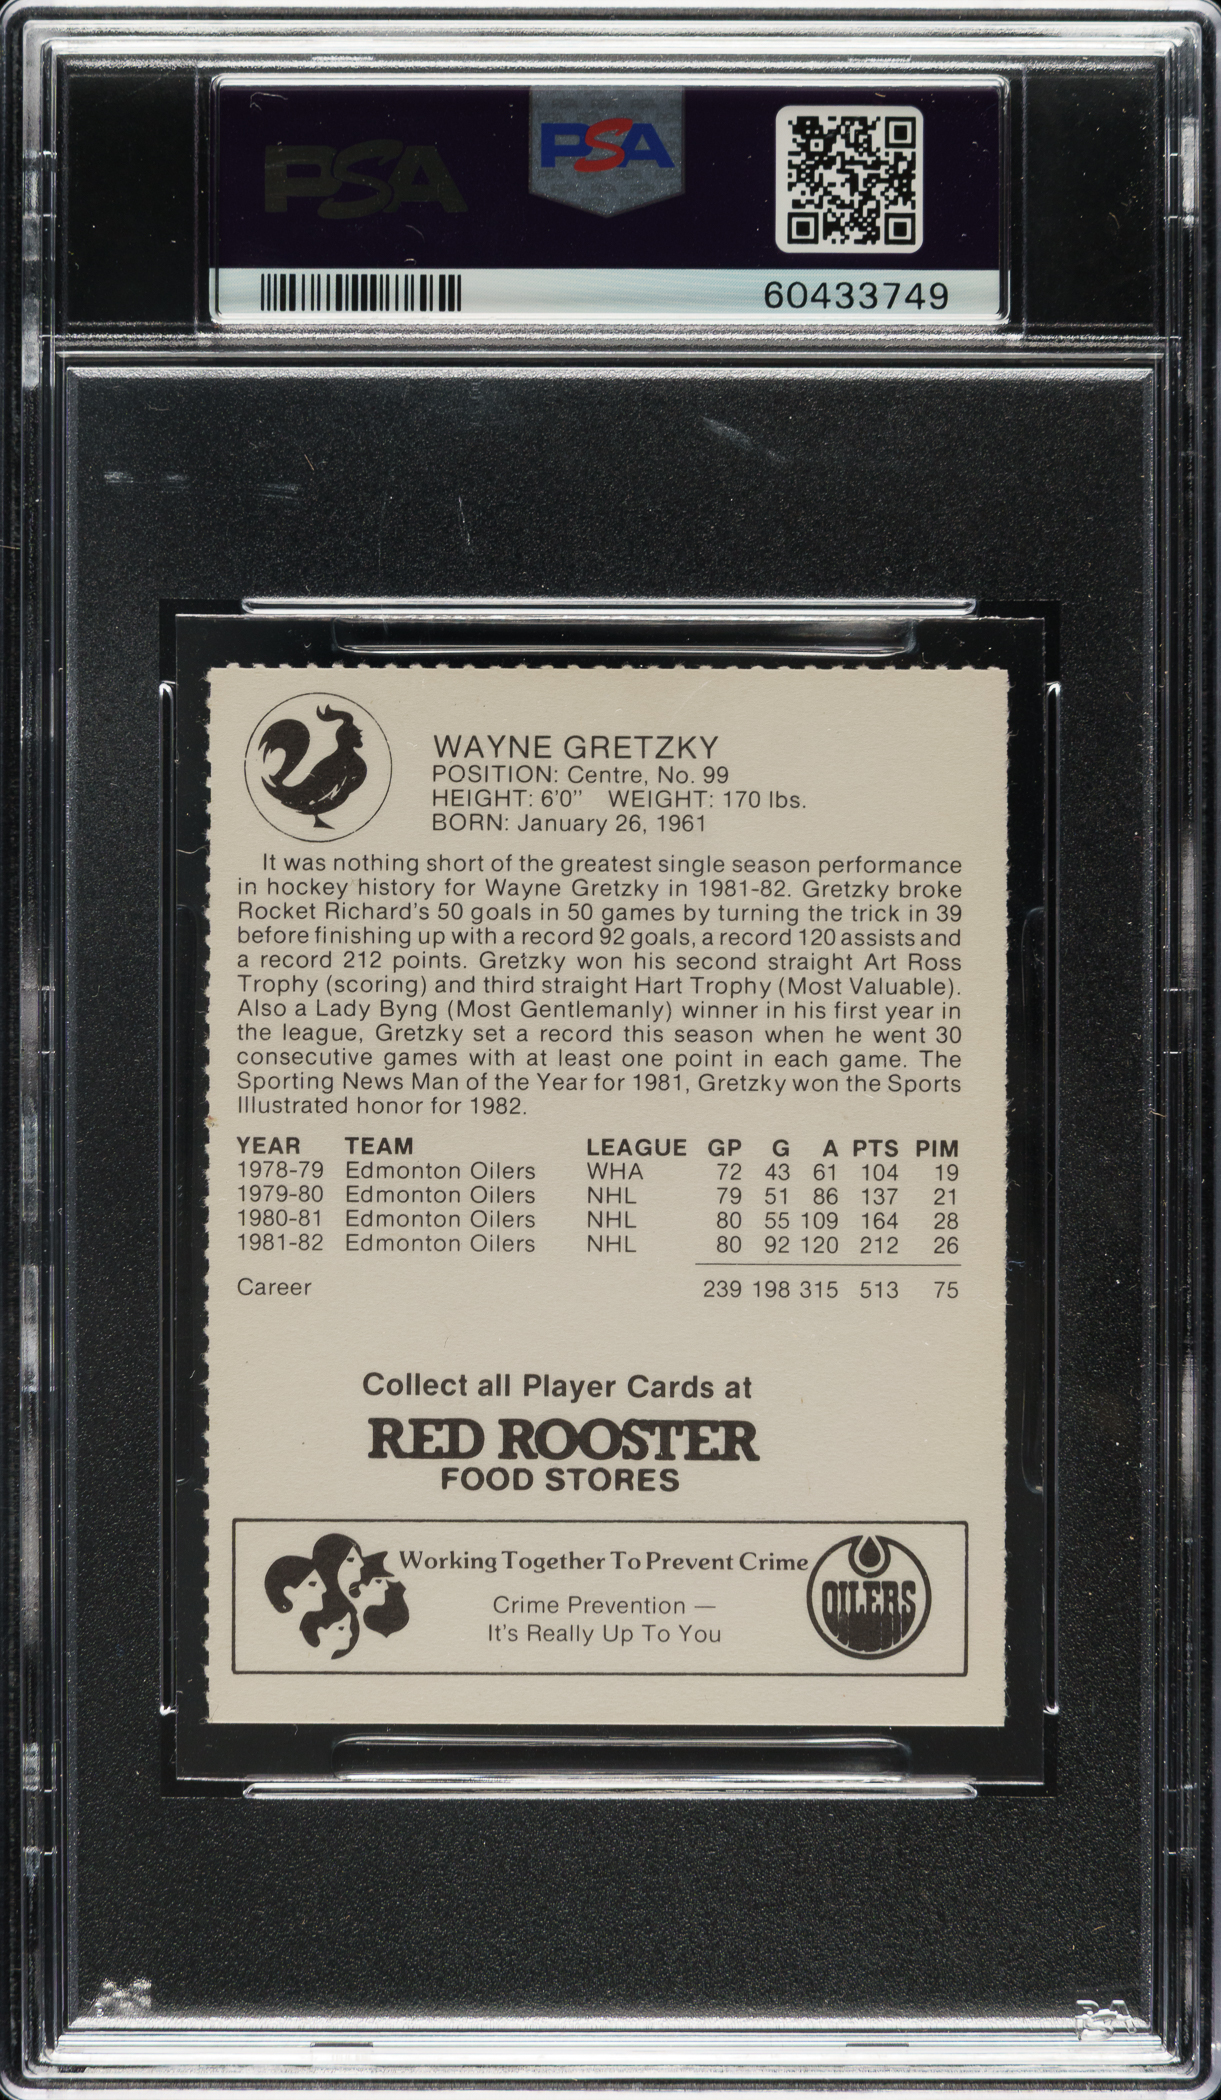 PSA
PSA
60433749
WAYNE GRETZKY
POSITION: Centre, No. 99
HEIGHT: 6'0" WEIGHT: 170 lbs.
BORN: January 26, 1961
It was nothing short of the greatest single season performance
in hockey history for Wayne Gretzky in 1981-82. Gretzky broke
Rocket Richard's 50 goals in 50 games by turning the trick in 39
before finishing up with a record 92 goals, a record 120 assists and
a record 212 points. Gretzky won his second straight Art Ross
Trophy (scoring) and third straight Hart Trophy (Most Valuable).
Also a Lady Byng (Most Gentlemanly) winner in his first year in
the league, Gretzky set a record this season when he went 30
consecutive games with at least one point in each game. The
Sporting News Man of the Year for 1981, Gretzky won the Sports
Illustrated honor for 1982.
YEAR TEAM LEAGUE GP G A PTS PIM
1978-79 Edmonton Oilers WHA 72 43 61 104 19
1979-80 Edmonton Oilers NHL 79 51 86 137 21
1980-81 Edmonton Oilers NHL 80 55 109 164 28
1981-82 Edmonton Oilers NHL 80 92 120 212 26
Career 239 198 315 513 75
Collect all Player Cards at
RED ROOSTER
FOOD STORES
Working Together To Prevent Crime
Crime Prevention —
It's Really Up To You
OILERS